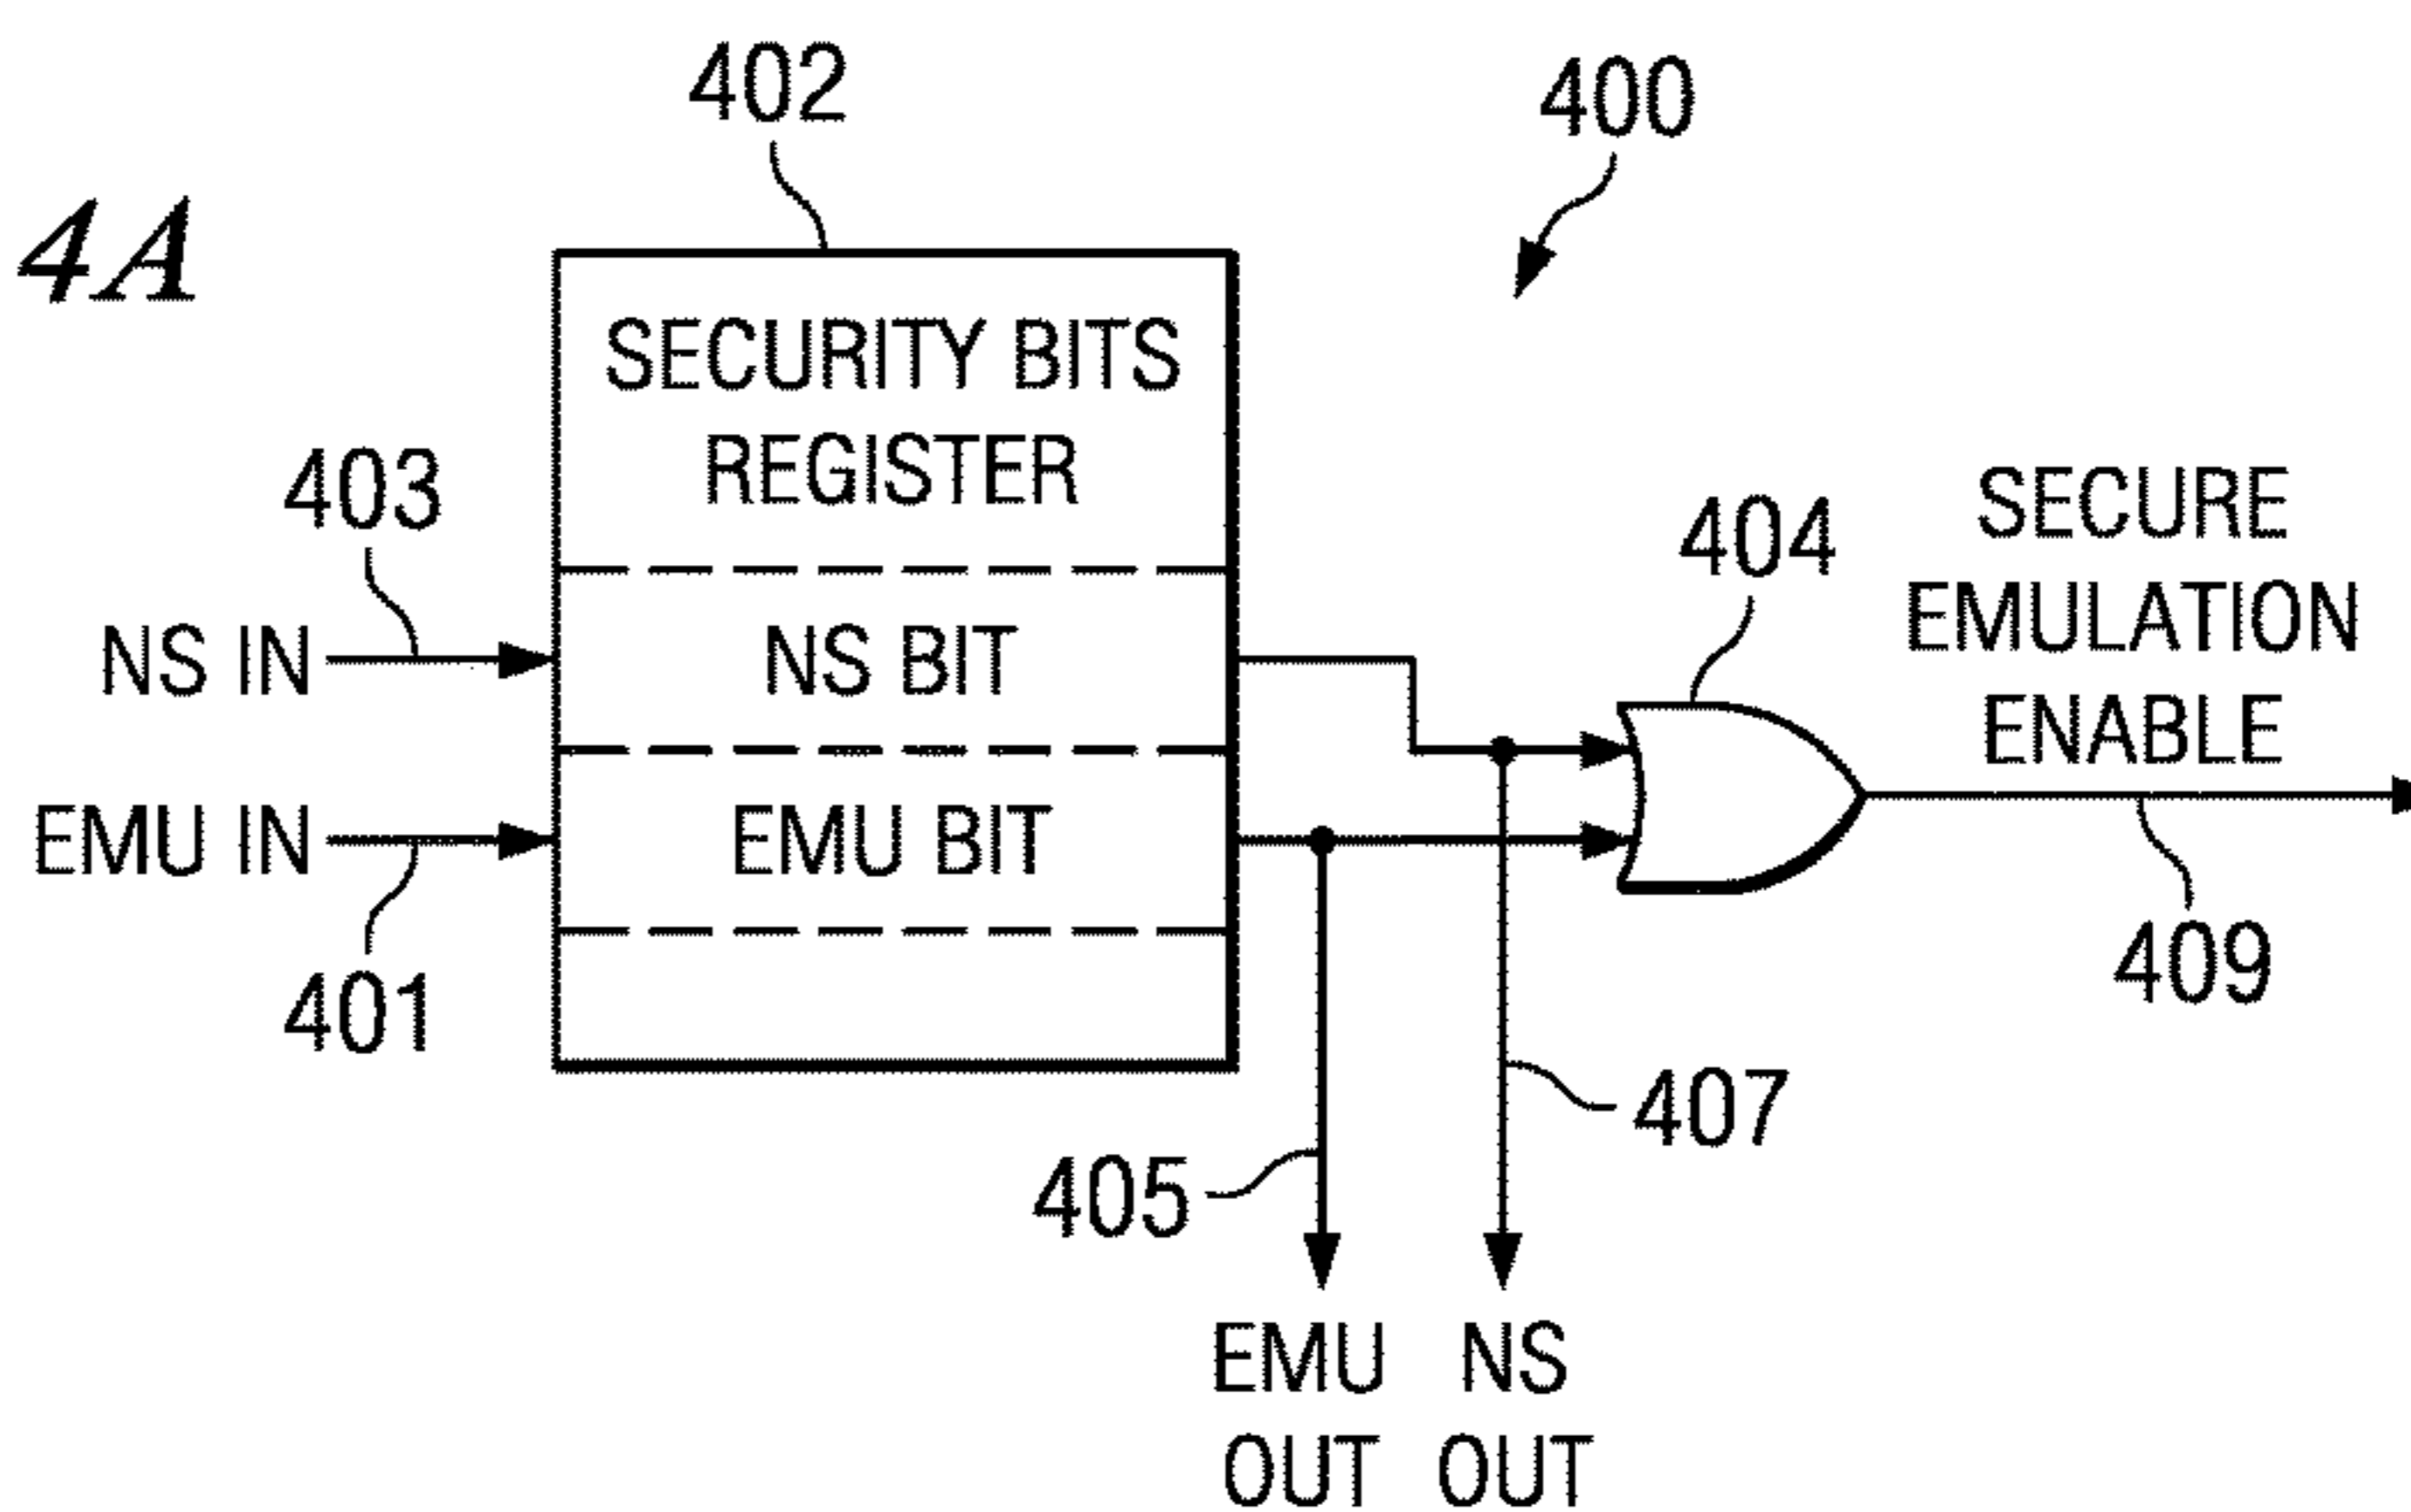 402
400
4A
SECURITY BITS
REGISTER
403
404
SECURE
EMULATION
ENABLE
NS IN
NS BIT
EMU IN
EMU BIT
401
409
407
405
EMU OUT
NS OUT